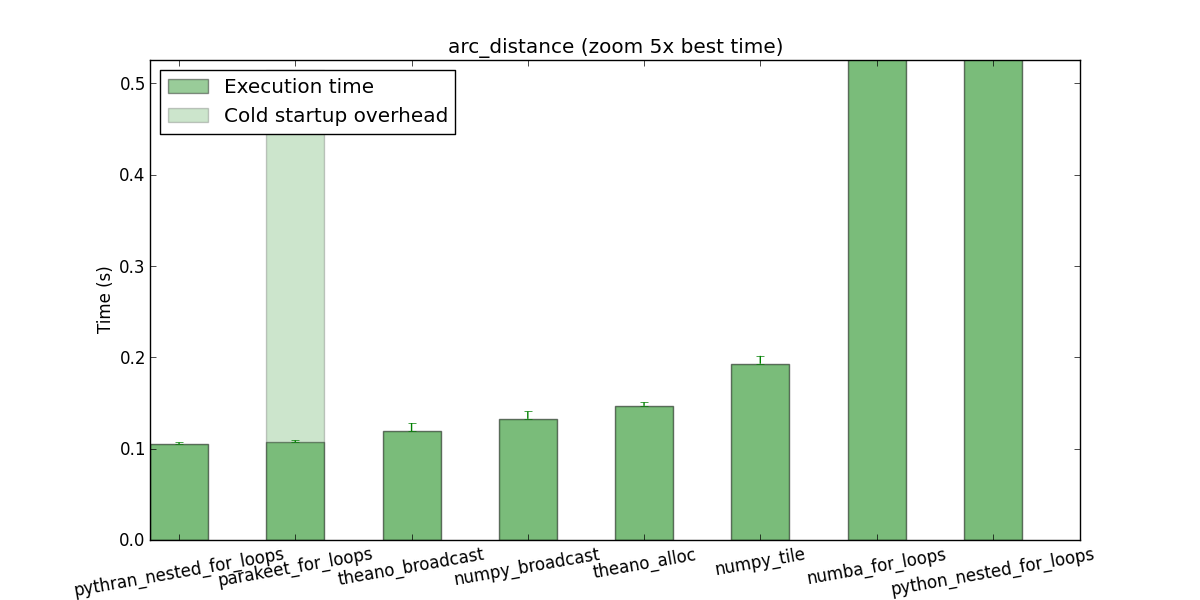 arc_distance (zoom 5x best time)
Execution time
Cold startup overhead
Time (s)
0.5
0.4
0.3
0.2
0.1
0.0
pythran_nested_for_loops
parakeet_for_loops
theano_broadcast
numpy_broadcast
theano_alloc
numpy_tile
numba_for_loops
python_nested_for_loops